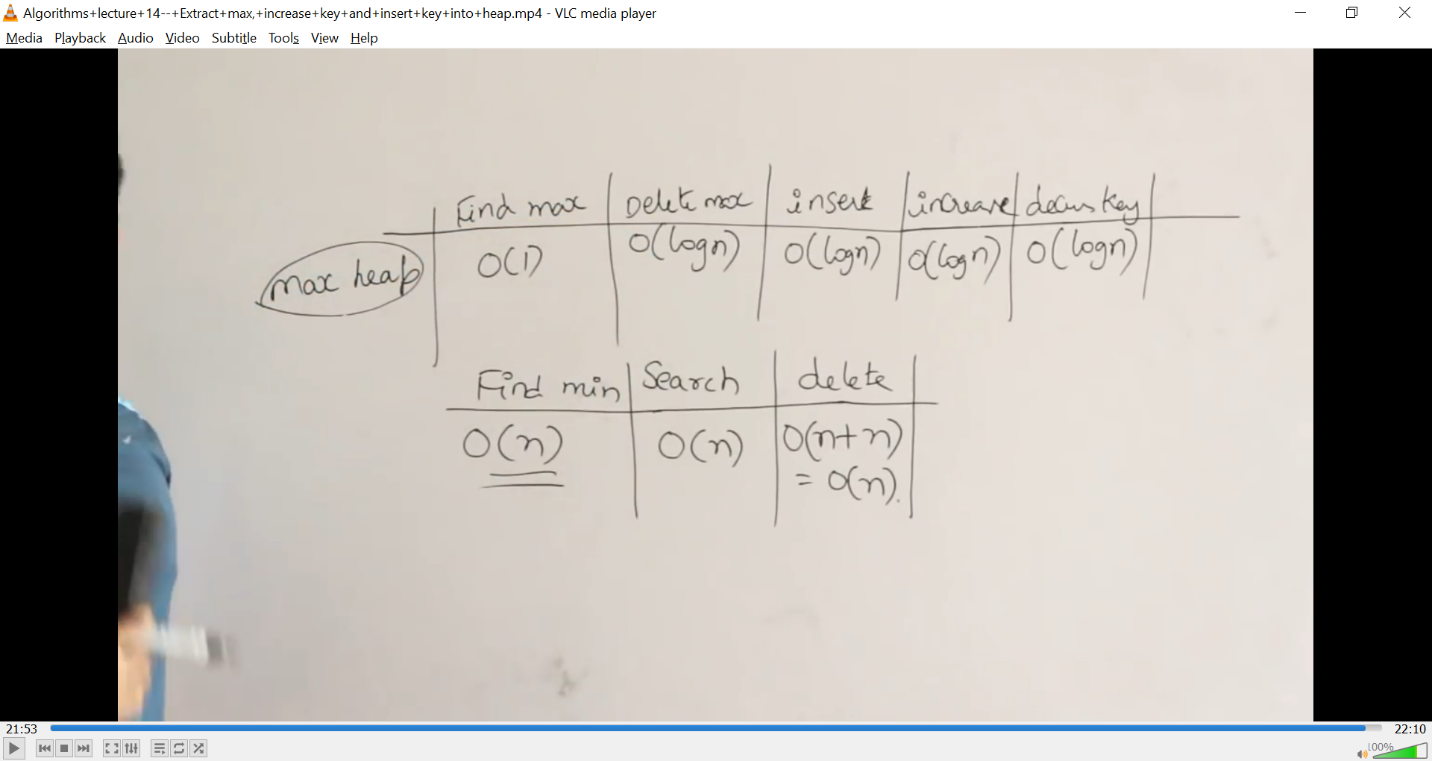 Algorithms+lecture+14--+Extract+max,+increase+key+and+insert+key+into+heap.mp4 - VLC media player
Media Playback Audio Video Subtitle Tools View Help
Find max Delete max insert increase key
max heap O(1) O(logn) O(logn) O(logn) O(logn)
Find min Search delete
O(n) O(n) O(n+n)
= O(n).
21:53 22:10
100%